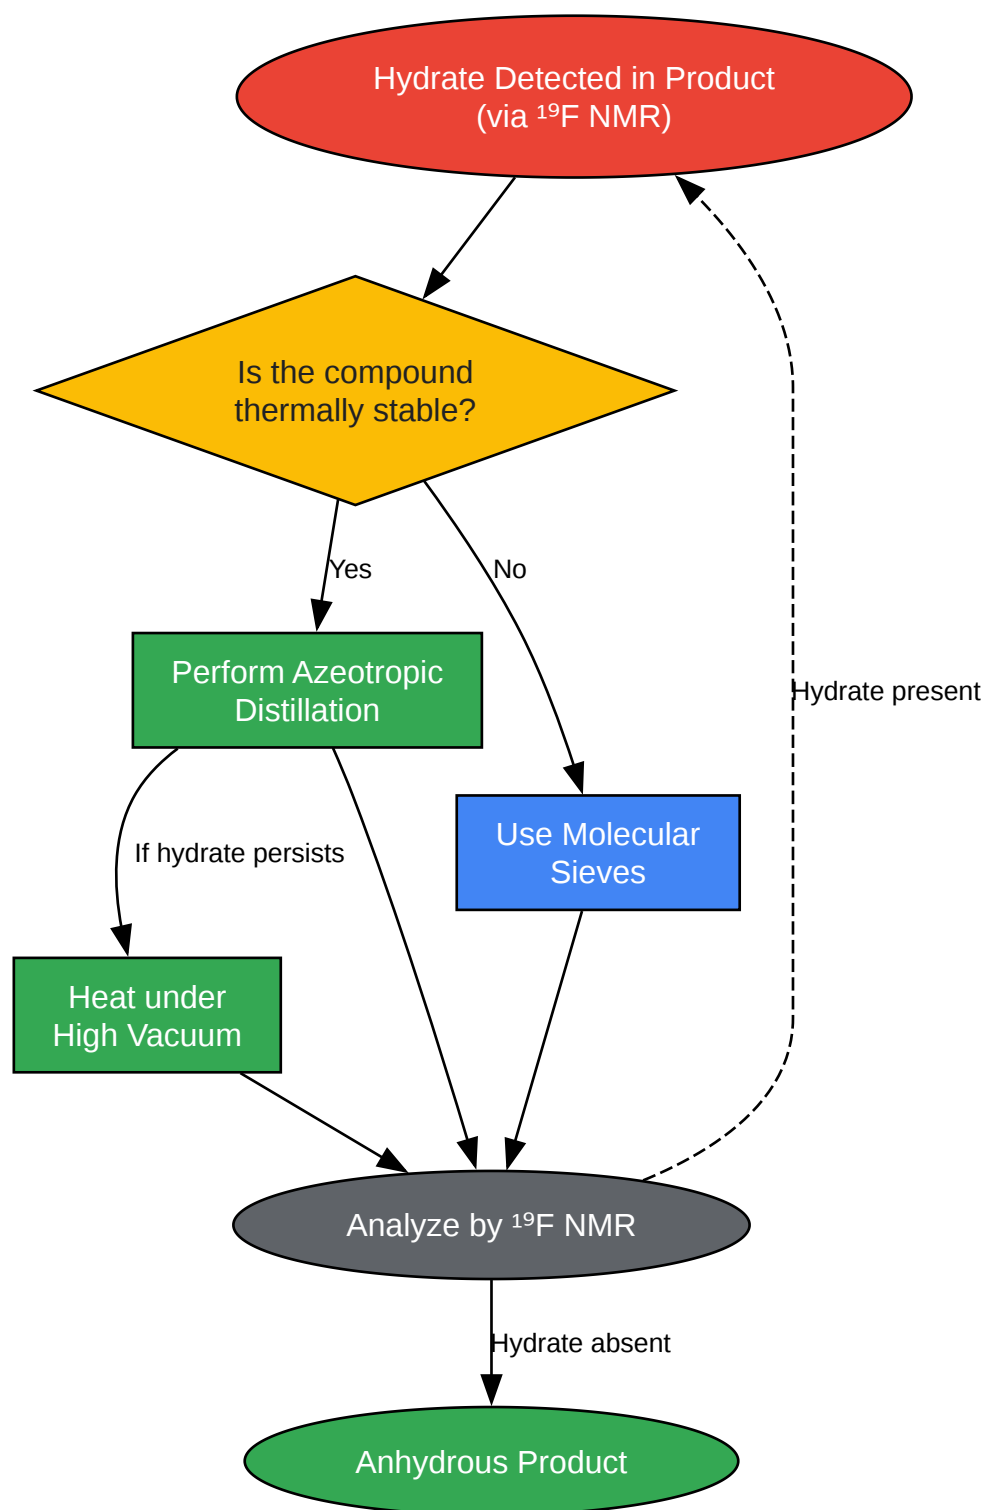 Hydrate Detected in Product
(via ¹⁹F NMR)
Is the compound
thermally stable?
Yes
No
Perform Azeotropic
Distillation
Hydrate present
Use Molecular
Sieves
If hydrate persists
Heat under
High Vacuum
Analyze by ¹⁹F NMR
Hydrate absent
Anhydrous Product